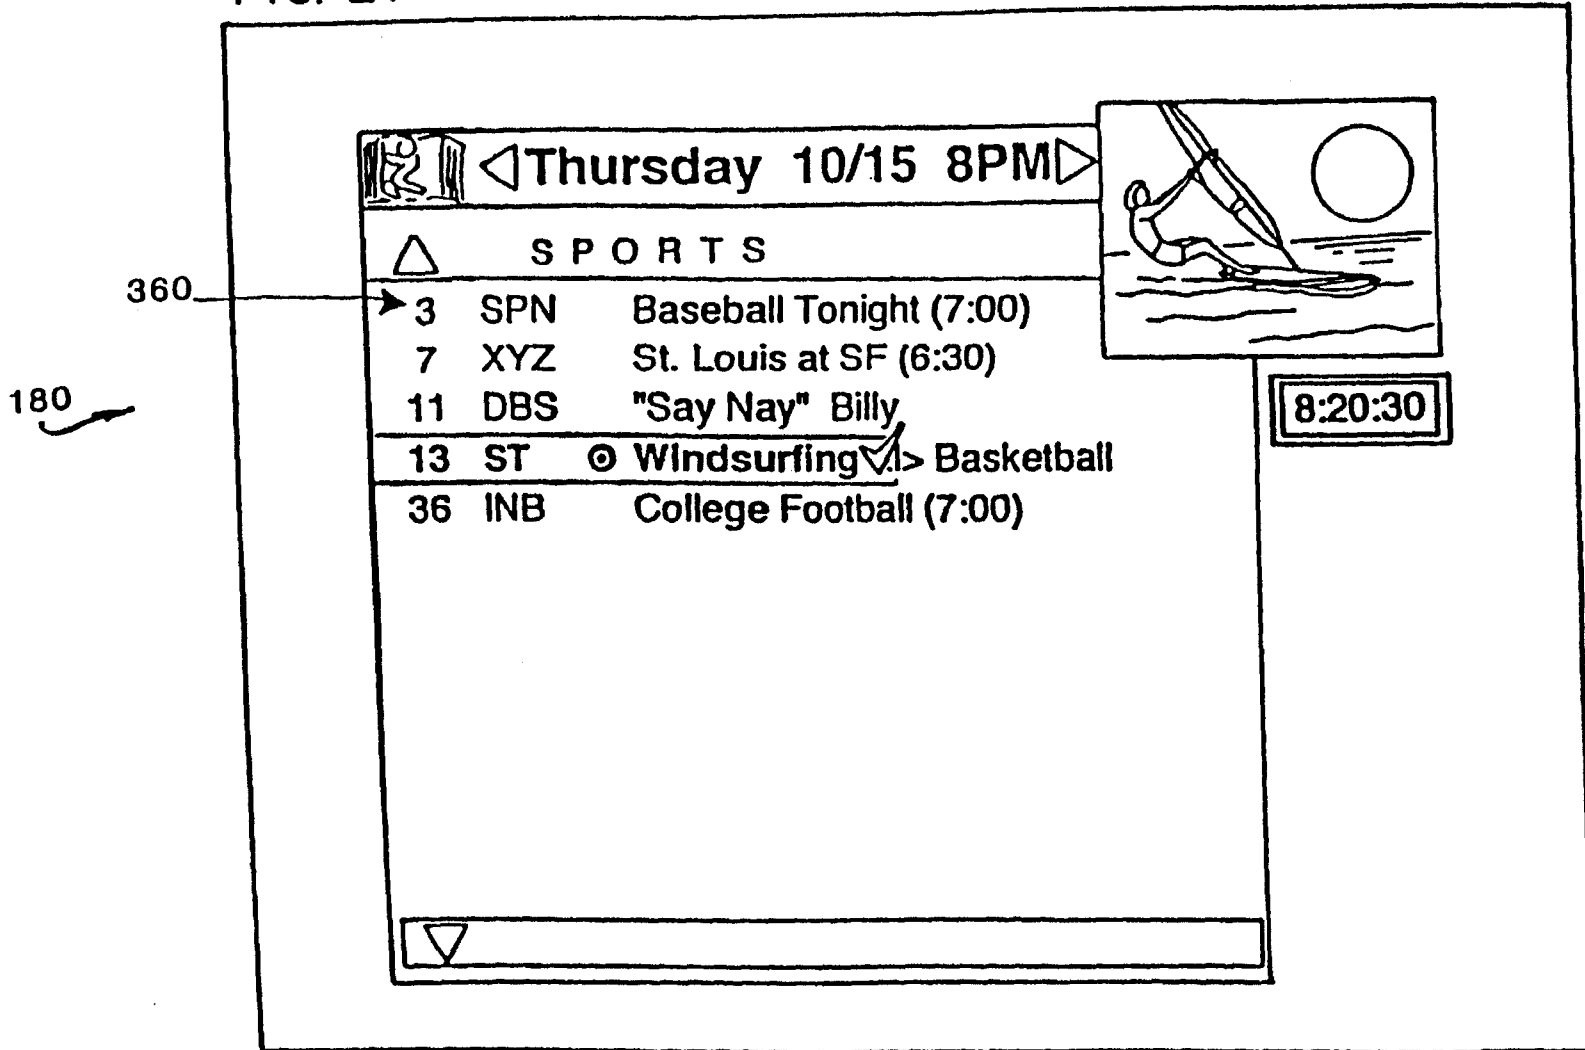 Thursday 10/15 8PM
SPORTS
360
3 SPN Baseball Tonight (7:00)
7 XYZ St. Louis at SF (6:30)
180
11 DBS "Say Nay" Billy
8:20:30
13 ST Windsurfing > Basketball
36 INB College Football (7:00)